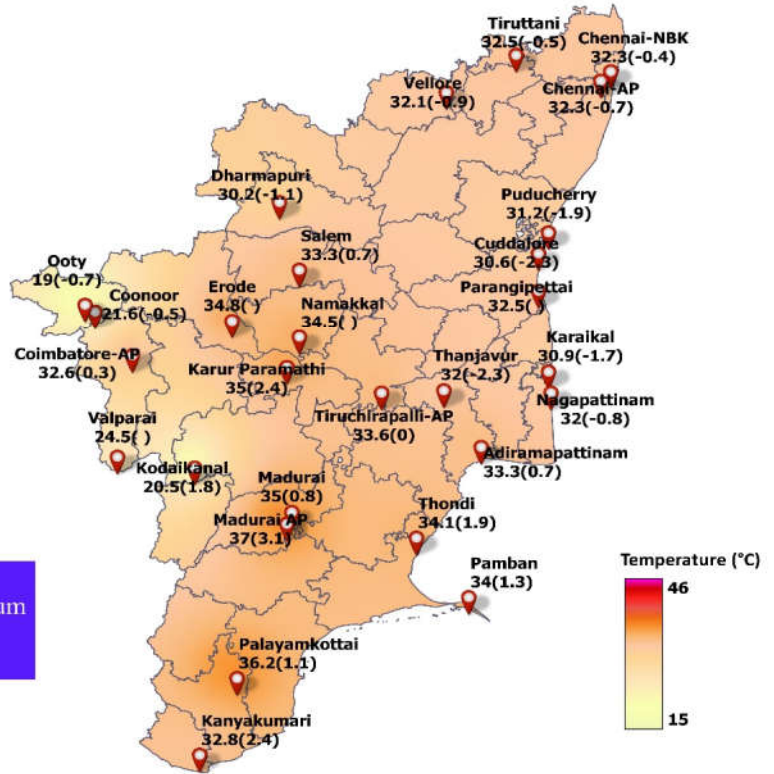 Tiruttani
32.5(-0.5)
Chennai-NBK
32.3(-0.4)
Vellore
32.1(-0.9)
Chennai-AP
32.3(-0.7)
Dharmapuri
30.2(-1.1)
Puducherry
31.2(-1.9)
Salem
33.3(0.7)
Cuddalore
30.6(-2.3)
Ooty
19(-0.7)
Coonoor
21.6(-0.5)
Erode
34.8( )
Namakkal
34.5( )
Parangipettai
32.5( )
Coimbatore-AP
32.6(0.3)
Karur Paramathi
35(2.4)
Thanjavur
32(-2.3)
Karaikal
30.9(-1.7)
Nagapattinam
32(-0.8)
Valparai
24.5( )
Tiruchirapalli-AP
33.6(0)
Kodaikanal
20.5(1.8)
Adiramapattinam
33.3(0.7)
Madurai
35(0.8)
Madurai AP
37(3.1)
Thondi
34.1(1.9)
Pamban
34(1.3)
Temperature (°C)
46
15
um
Palayamkottai
36.2(1.1)
Kanyakumari
32.8(2.4)